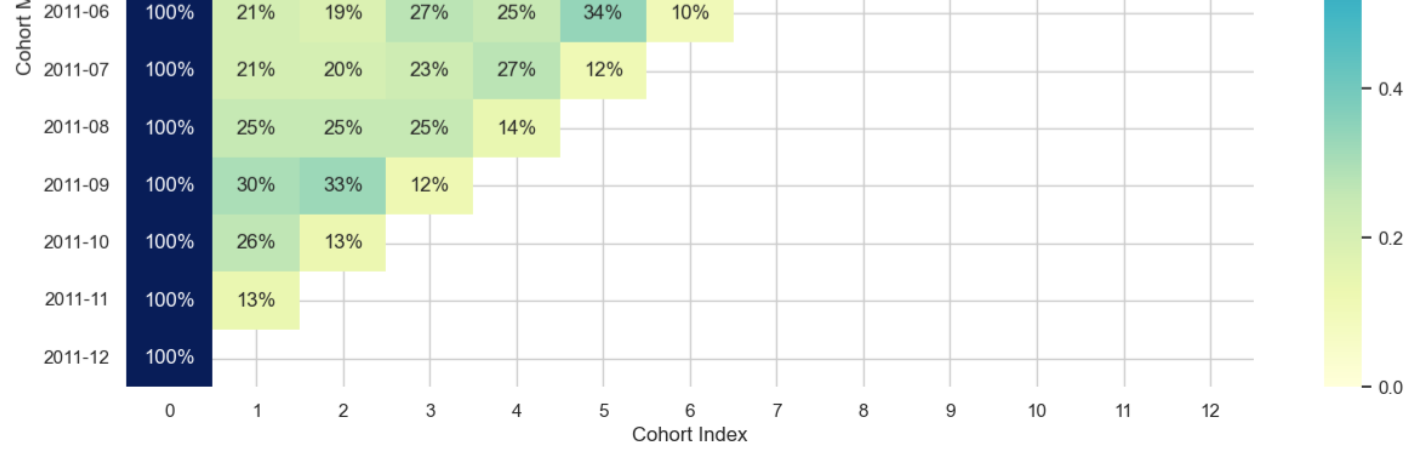 2011-06 100% 21% 19% 27% 25% 34% 10%
2011-07 100% 21% 20% 23% 27% 12%
0.4
2011-08 100% 25% 25% 25% 14%
2011-09 100% 30% 33% 12%
2011-10 100% 26% 13%
0.2
2011-11 100% 13%
2011-12 100%
0.0
0 1 2 3 4 5 6 7 8 9 10 11 12
Cohort Index
Cohort M